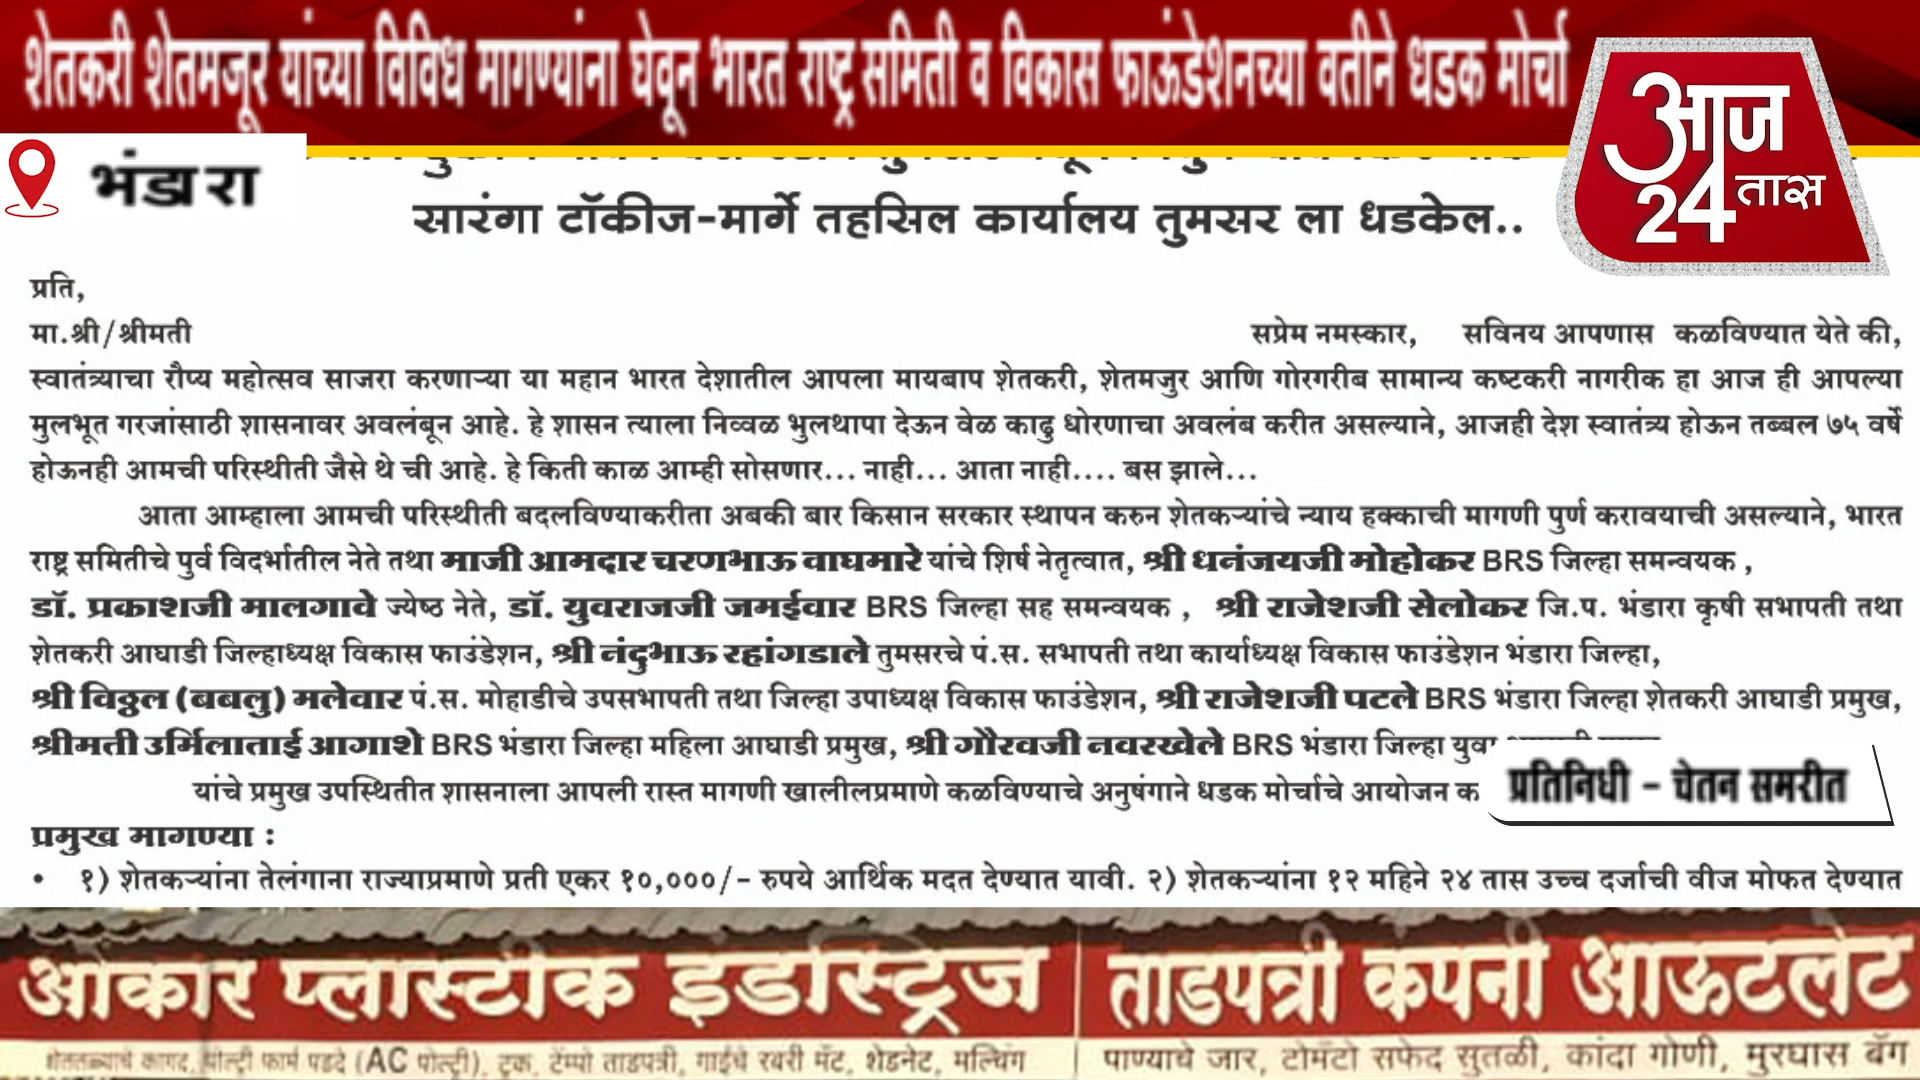 शेतकरी शेतमजूर यांच्या विविध मागण्यांना घेवून भारत राष्ट्र समिती व विकास फाऊंडेशनच्या वतीने धडक मोर्चा
आज
24 तास
भंडारा
सारंगा टॉकीज-मार्गे तहसिल कार्यालय तुमसर ला धडकेल..
प्रति,
मा.श्री/श्रीमती सप्रेम नमस्कार, सविनय आपणास कळविण्यात येते की,
स्वातंत्र्याचा रौप्य महोत्सव साजरा करणाऱ्या या महान भारत देशातील आपला मायबाप शेतकरी, शेतमजुर आणि गोरगरीब सामान्य कष्टकरी नागरीक हा आज ही आपल्या
मुलभूत गरजांसाठी शासनावर अवलंबून आहे. हे शासन त्याला निव्वळ भुलथापा देऊन वेळ काढु धोरणाचा अवलंब करीत असल्याने, आजही देश स्वातंत्र्य होऊन तब्बल ७५ वर्षे
होऊनही आमची परिस्थीती जैसे थे ची आहे. हे किती काळ आम्ही सोसणार... नाही... आता नाही.... बस झाले...
आता आम्हाला आमची परिस्थीती बदलविण्याकरीता अबकी बार किसान सरकार स्थापन करुन शेतकऱ्यांचे न्याय हक्काची मागणी पुर्ण करावयाची असल्याने, भारत
राष्ट्र समितीचे पुर्व विदर्भातील नेते तथा माजी आमदार चरणभाऊ वाघमारे यांचे शिर्ष नेतृत्वात, श्री धनंजयजी मोहोकर BRS जिल्हा समन्वयक ,
डॉ. प्रकाशजी मालगावे ज्येष्ठ नेते, डॉ. युवराजजी जमईवार BRS जिल्हा सह समन्वयक , श्री राजेशजी सेलोकर जि.प. भंडारा कृषी सभापती तथा
शेतकरी आघाडी जिल्हाध्यक्ष विकास फाउंडेशन, श्री नंदुभाऊ रहांगडाले तुमसरचे पं.स. सभापती तथा कार्याध्यक्ष विकास फाउंडेशन भंडारा जिल्हा,
श्री विठ्ठल (बबलु) मलेवार पं.स. मोहाडीचे उपसभापती तथा जिल्हा उपाध्यक्ष विकास फाउंडेशन, श्री राजेशजी पटले BRS भंडारा जिल्हा शेतकरी आघाडी प्रमुख,
श्रीमती उर्मिलाताई आगाशे BRS भंडारा जिल्हा महिला आघाडी प्रमुख, श्री गौरवजी नवरखेले BRS भंडारा जिल्हा युवा
यांचे प्रमुख उपस्थितीत शासनाला आपली रास्त मागणी खालीलप्रमाणे कळविण्याचे अनुषंगाने धडक मोर्चाचे आयोजन क
प्रतिनिधी - चेतन समरीत
प्रमुख मागण्या :
• १) शेतकऱ्यांना तेलंगाना राज्याप्रमाणे प्रती एकर १०,०००/- रुपये आर्थिक मदत देण्यात यावी. २) शेतकऱ्यांना १२ महिने २४ तास उच्च दर्जाची वीज मोफत देण्यात
ओंकार प्लास्टीक इंडस्ट्रिज ताडपत्री कंपनी आऊटलेट
शेततळ्याचे कागद, पोल्ट्री फार्म पडदे (AC पोल्ट्री), ट्रक, टेंम्पो ताडपत्री, गाईचे रबरी मॅट, शेडनेट, मल्चिंग पाण्याचे जार, टोमॅटो सफेद सुतळी, कांदा गोणी, मुरघास बॅग